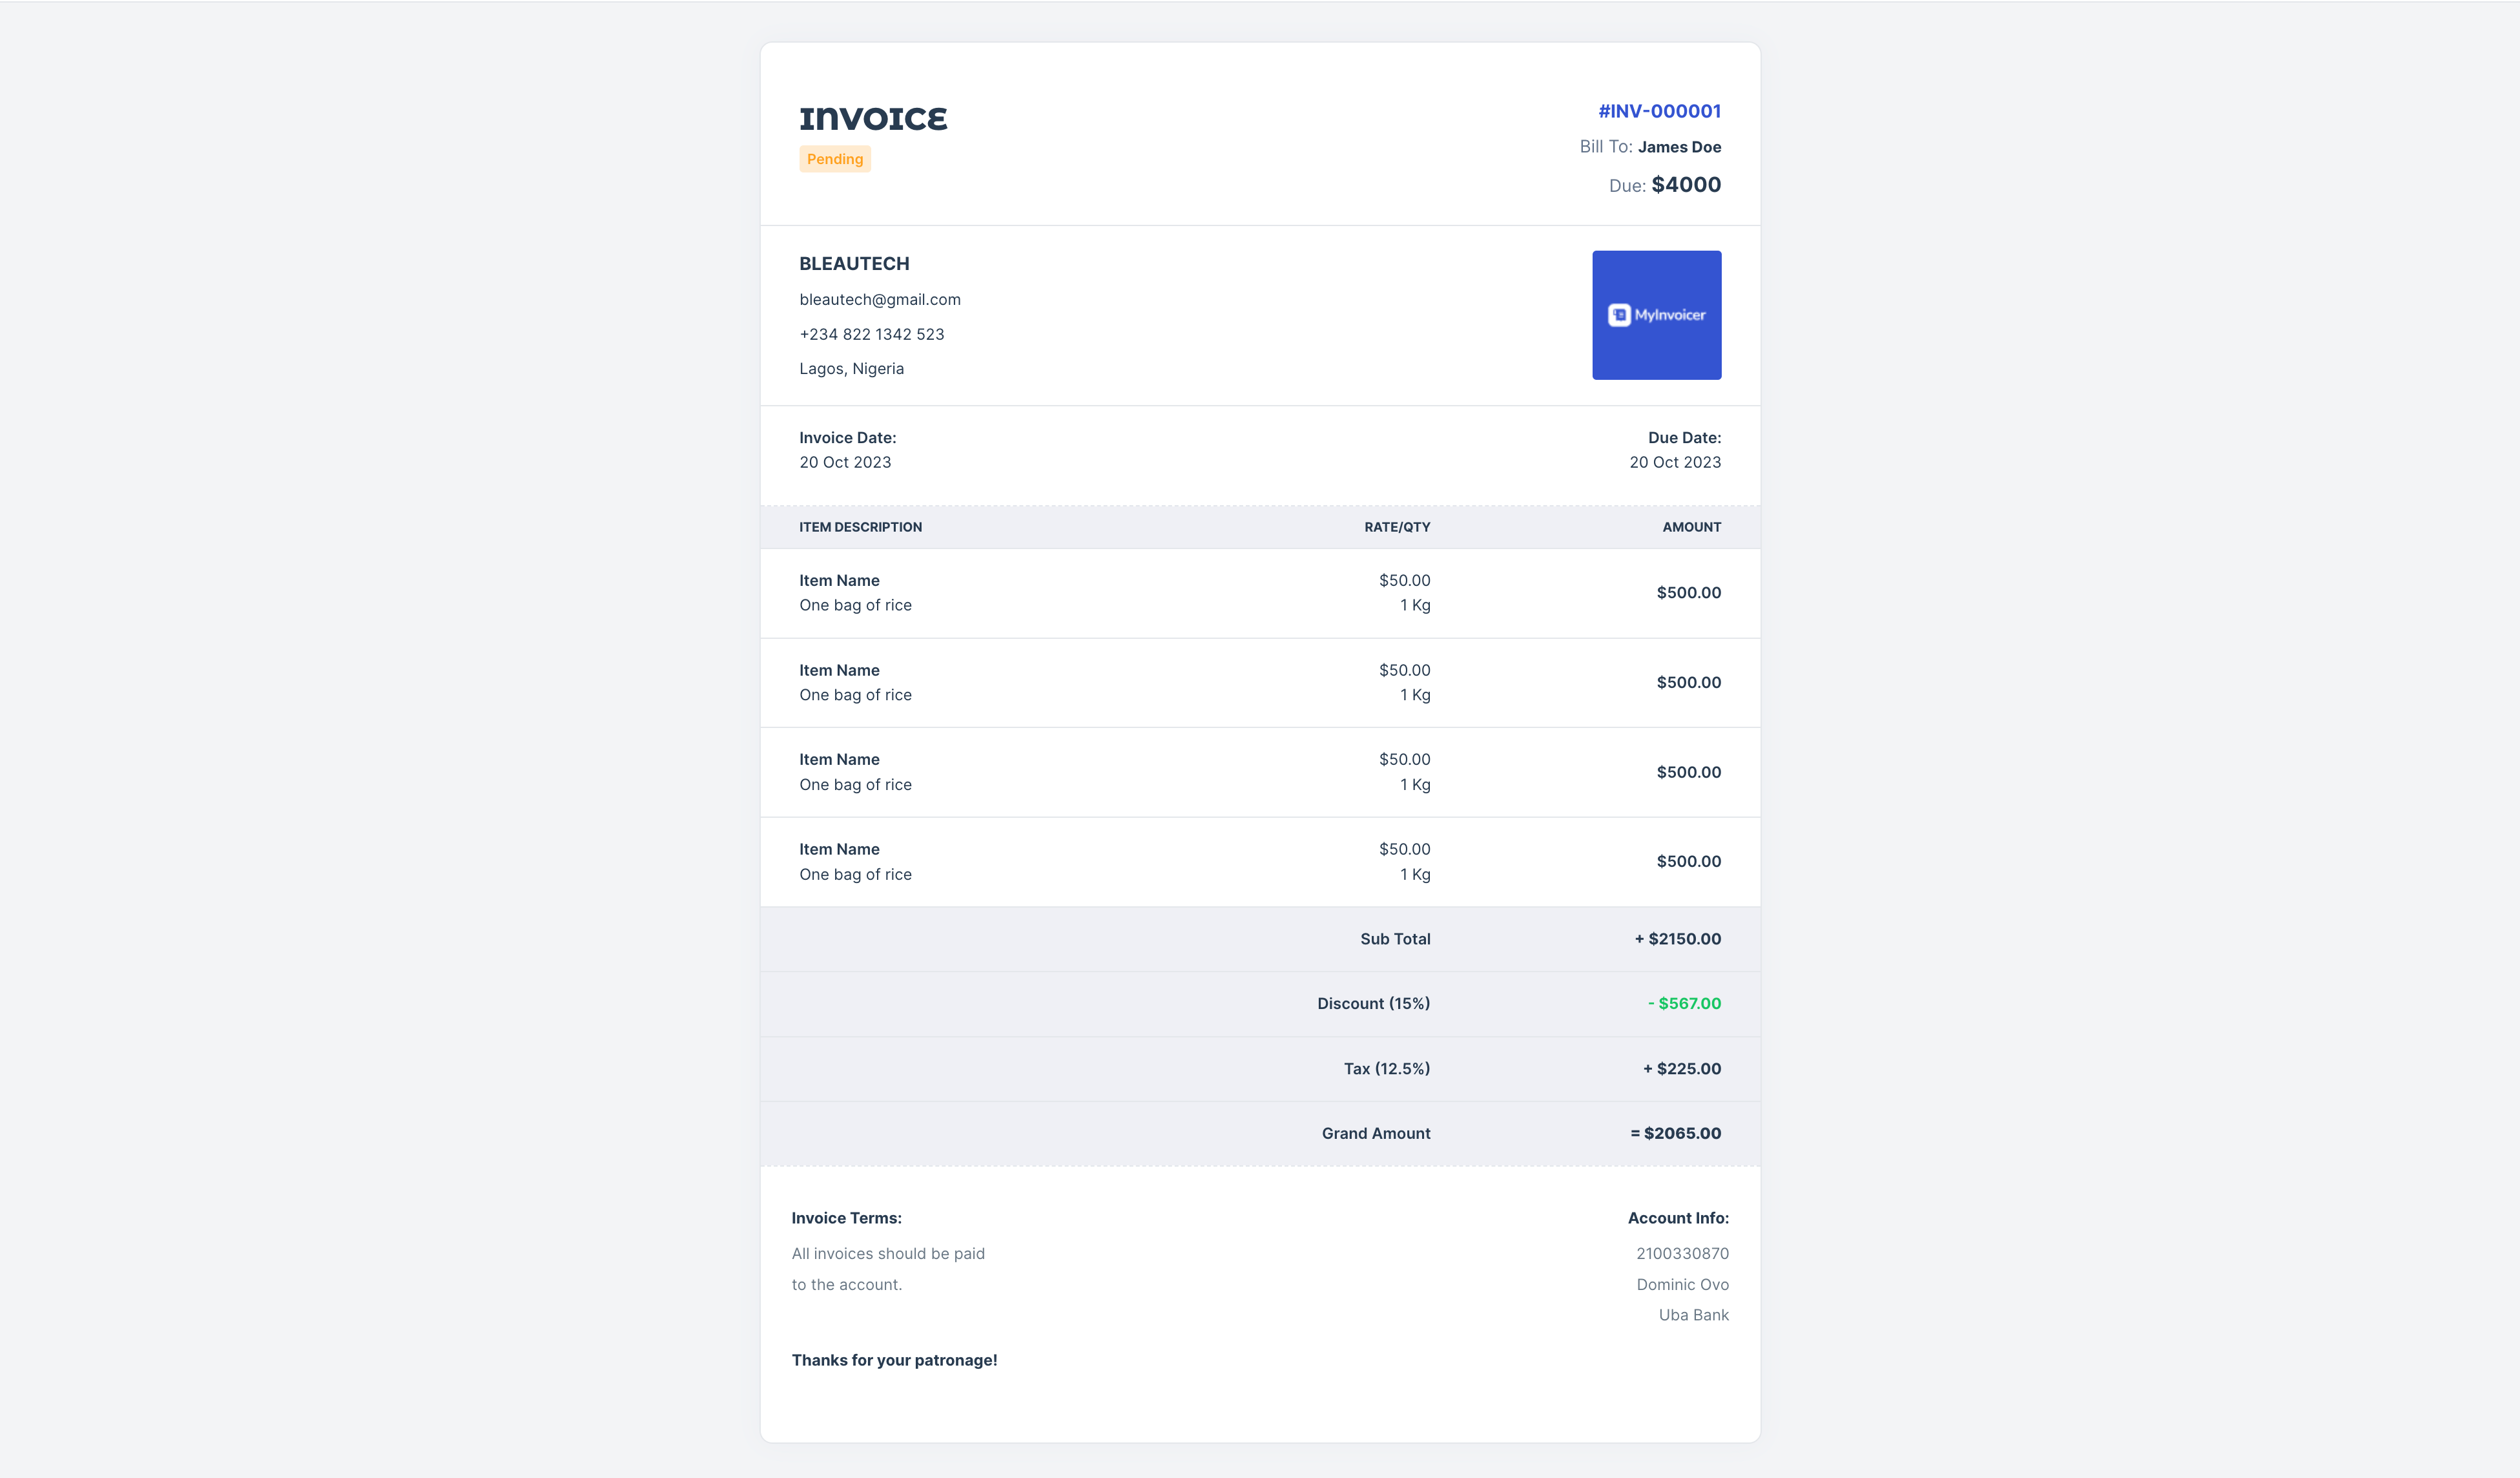 INVOICE
Pending
#INV-000001
Bill To: James Doe
Due: $4000
BLEAUTECH
bleautech@gmail.com
+234 822 1342 523
Lagos, Nigeria
MyInvoicer
Invoice Date:
20 Oct 2023
Due Date:
20 Oct 2023
ITEM DESCRIPTION RATE/QTY AMOUNT
Item Name $50.00
One bag of rice 1 Kg
$500.00
Item Name $50.00
One bag of rice 1 Kg
$500.00
Item Name $50.00
One bag of rice 1 Kg
$500.00
Item Name $50.00
One bag of rice 1 Kg
$500.00
Sub Total + $2150.00
Discount (15%) - $567.00
Tax (12.5%) + $225.00
Grand Amount = $2065.00
Invoice Terms:
All invoices should be paid
to the account.
Account Info:
2100330870
Dominic Ovo
Uba Bank
Thanks for your patronage!